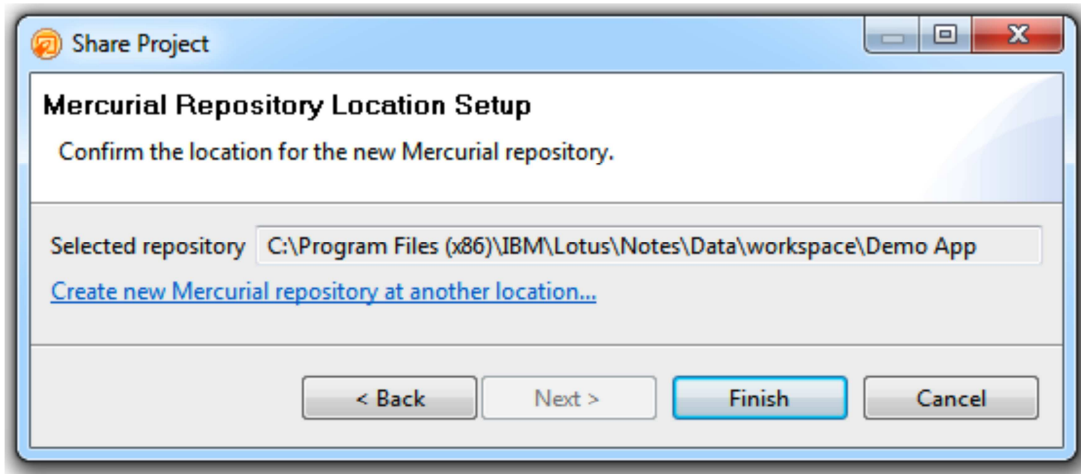 Share Project
Mercurial Repository Location Setup
Confirm the location for the new Mercurial repository.
Selected repository C:\Program Files (x86)\IBM\Lotus\Notes\Data\workspace\Demo App
Create new Mercurial repository at another location...
< Back Next > Finish Cancel